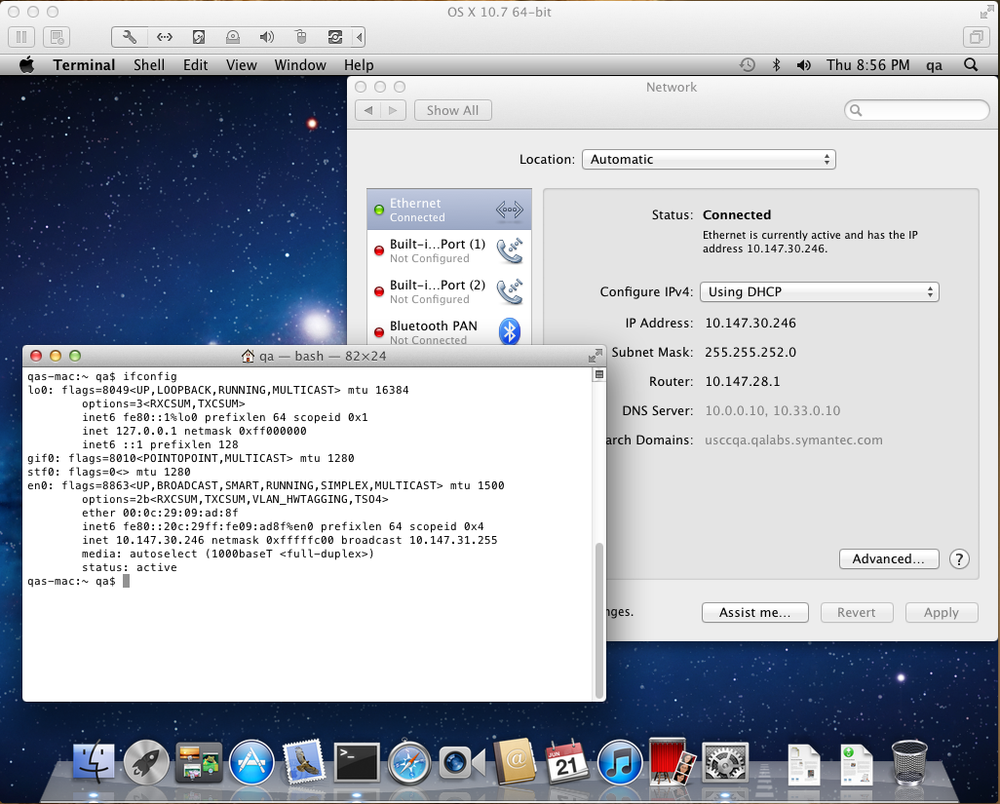 OS X 10.7 64-bit
Terminal Shell Edit View Window Help Thu 8:56 PM qa
Network
Show All
Location: Automatic
Ethernet
Connected
Built-i...Port (1)
Not Configured
Built-i...Port (2)
Not Configured
Bluetooth PAN
Not Connected
Status: Connected
Ethernet is currently active and has the IP
address 10.147.30.246.
Configure IPv4: Using DHCP
IP Address: 10.147.30.246
Subnet Mask: 255.255.252.0
Router: 10.147.28.1
DNS Server: 10.0.0.10, 10.33.0.10
arch Domains: usccqa.qalabs.symantec.com
Advanced... ?
nges. Assist me... Revert Apply
qa — bash — 82×24
qas-mac:~ qa$ ifconfig
lo0: flags=8049<UP,LOOPBACK,RUNNING,MULTICAST> mtu 16384
options=3<RXCSUM,TXCSUM>
inet6 fe80::1%lo0 prefixlen 64 scopeid 0x1
inet 127.0.0.1 netmask 0xff000000
inet6 ::1 prefixlen 128
gif0: flags=8010<POINTOPOINT,MULTICAST> mtu 1280
stf0: flags=0<> mtu 1280
en0: flags=8863<UP,BROADCAST,SMART,RUNNING,SIMPLEX,MULTICAST> mtu 1500
options=2b<RXCSUM,TXCSUM,VLAN_HWTAGGING,TSO4>
ether 00:0c:29:09:ad:8f
inet6 fe80::20c:29ff:fe09:ad8f%en0 prefixlen 64 scopeid 0x4
inet 10.147.30.246 netmask 0xfffffc00 broadcast 10.147.31.255
media: autoselect (1000baseT <full-duplex>)
status: active
qas-mac:~ qa$
JUN
21